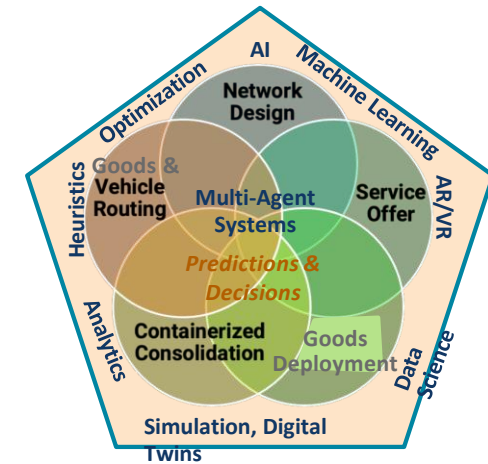 AI
Optimization
Machine Learning
Network
Design
Heuristics
Goods &
Vehicle
Routing
Multi-Agent
Systems
Service
Offer
AR/VR
Predictions &
Decisions
Analytics
Containerized
Consolidation
Goods
Deployment
Data
Science
Simulation, Digital
Twins